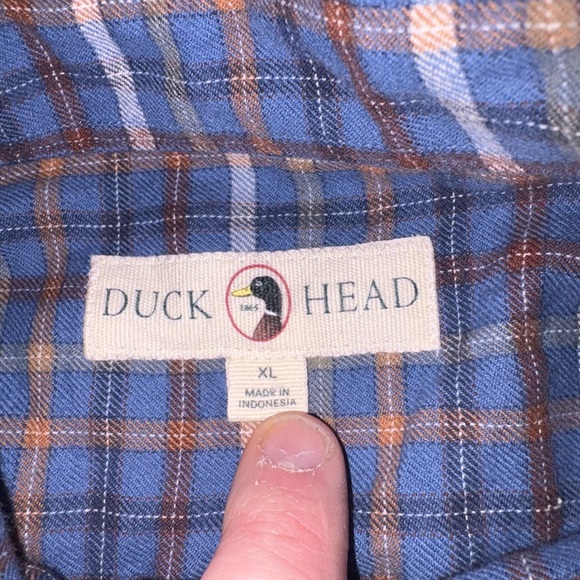 DUCK HEAD
1865
XL
MADE IN
INDONESIA